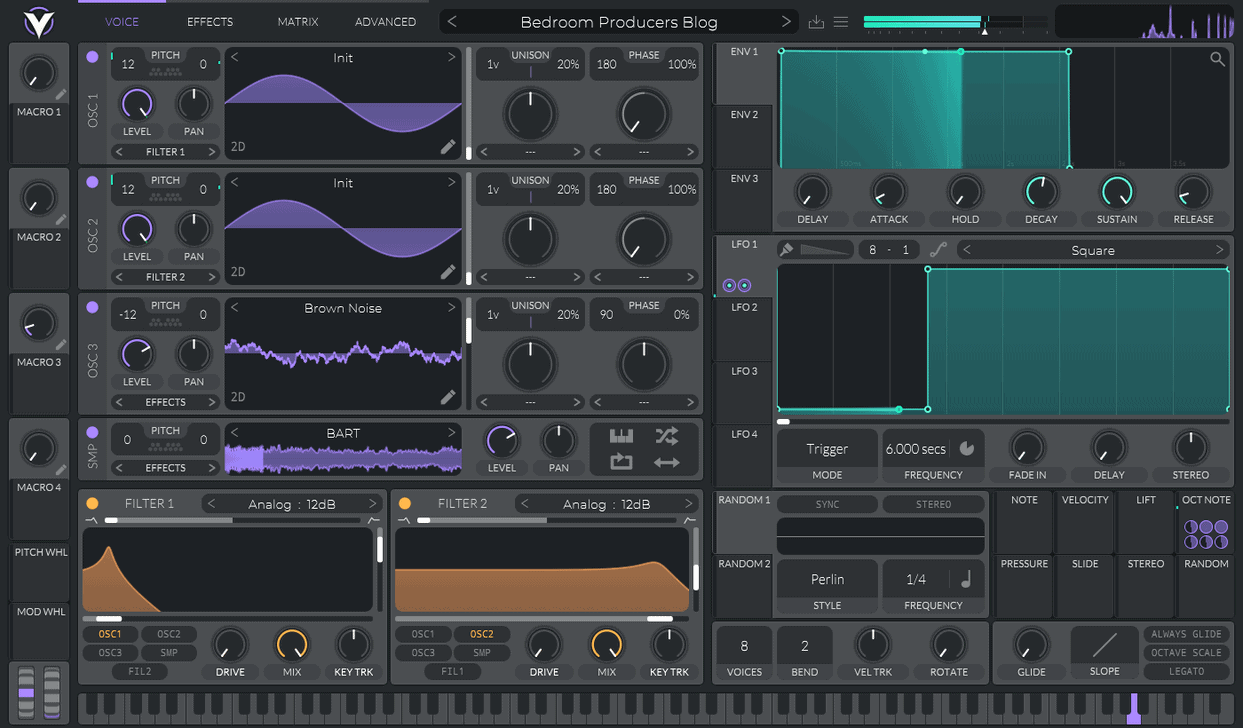 VOICE EFFECTS MATRIX ADVANCED
< Bedroom Producers Blog >
MACRO 1
MACRO 2
MACRO 3
MACRO 4
PITCH WHL
MOD WHL
OSC 1
PITCH
12 0
LEVEL PAN
< FILTER 1 >
< Init >
2D
UNISON
1v 20%
< --- >
PHASE
180 100%
< --- >
OSC 2
PITCH
12 0
LEVEL PAN
< FILTER 2 >
< Init >
2D
UNISON
1v 20%
< --- >
PHASE
180 100%
< --- >
OSC 3
PITCH
-12 0
LEVEL PAN
< EFFECTS >
< Brown Noise >
2D
UNISON
1v 20%
< --- >
PHASE
90 0%
< --- >
SMP
PITCH
0 0
< EFFECTS >
< BART >
LEVEL PAN
FILTER 1
< Analog : 12dB >
OSC1 OSC2
OSC3 SMP
FIL2
DRIVE MIX KEY TRK
FILTER 2
< Analog : 12dB >
OSC1 OSC2
OSC3 SMP
FIL1
DRIVE MIX KEY TRK
ENV 1
ENV 2
ENV 3
DELAY ATTACK HOLD DECAY SUSTAIN RELEASE
LFO 1
LFO 2
LFO 3
LFO 4
8 - 1
< Square >
Trigger
MODE
6.000 secs
FREQUENCY
FADE IN DELAY STEREO
RANDOM 1
RANDOM 2
SYNC STEREO
Perlin
STYLE
1/4
FREQUENCY
NOTE VELOCITY LIFT OCT NOTE
PRESSURE SLIDE STEREO RANDOM
8
VOICES
2
BEND
VEL TRK ROTATE
GLIDE SLOPE
ALWAYS GLIDE
OCTAVE SCALE
LEGATO